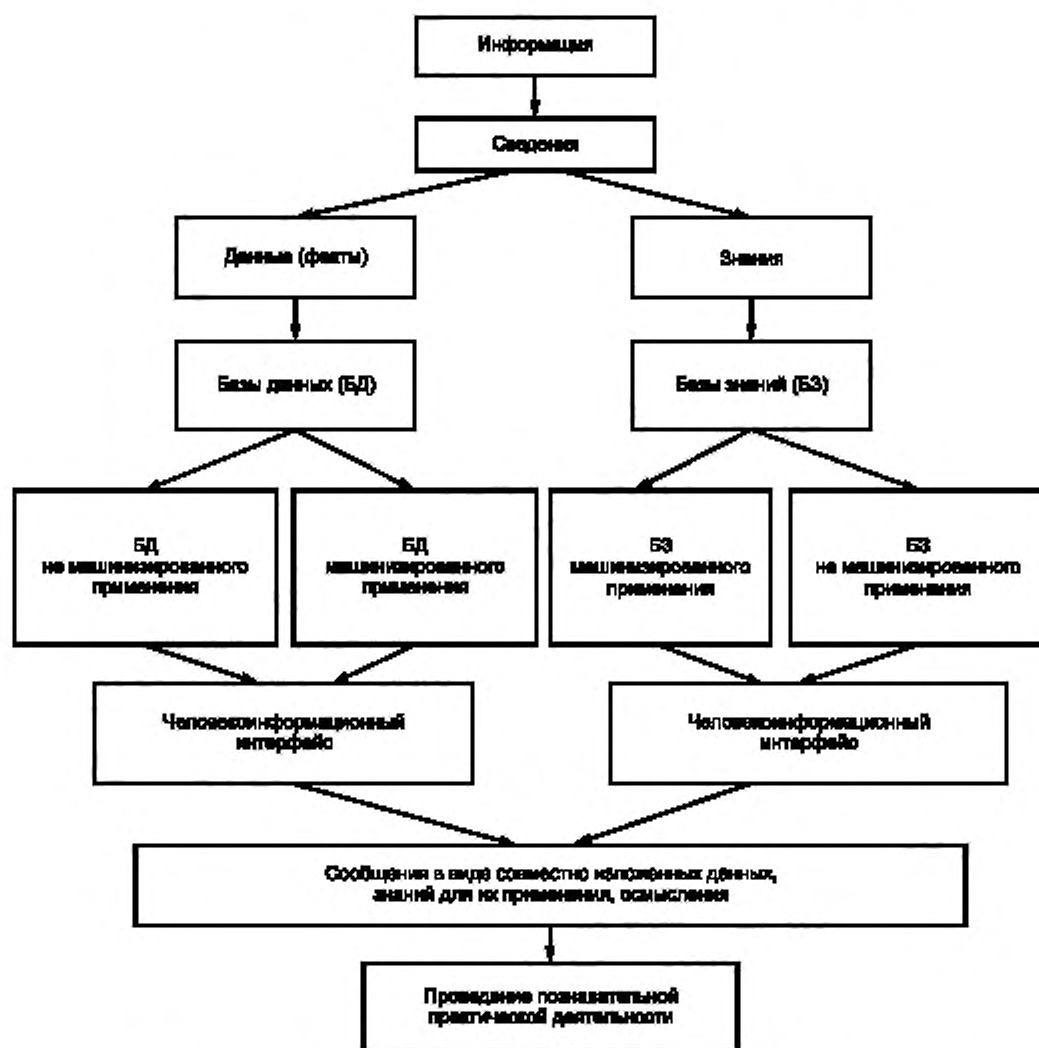 Информация
Сведения
Данные (факты)
Знания
Базы данных (БД)
Базы знаний (БЗ)
БД
не машинизированного
применения
БД
машинизированного
применения
БЗ
машинизированного
применения
БЗ
не машинизированного
применения
Человекоинформационный
интерфейс
Человекоинформационный
интерфейс
Сообщения в виде совместно изложенных данных,
знаний для их применения, осмысления
Проведение познавательной
практической деятельности